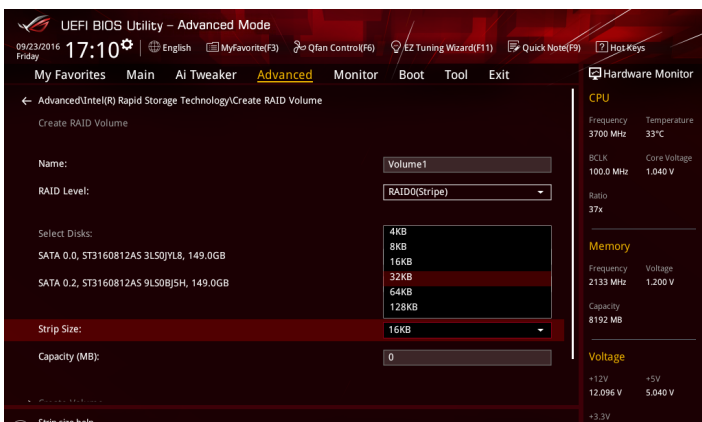 UEFI BIOS Utility – Advanced Mode
09/23/2016 Friday 17:10 English MyFavorite(F3) Qfan Control(F6) EZ Tuning Wizard(F11) Quick Note(F9) Hot Keys
My Favorites Main Ai Tweaker Advanced Monitor Boot Tool Exit
Hardware Monitor
← Advanced\Intel(R) Rapid Storage Technology\Create RAID Volume
Create RAID Volume
Name: Volume1
RAID Level: RAID0(Stripe)
Select Disks:
SATA 0.0, ST3160812AS 3LS0JYL8, 149.0GB
SATA 0.2, ST3160812AS 9LS0BJ5H, 149.0GB
4KB
8KB
16KB
32KB
64KB
128KB
Strip Size: 16KB
Capacity (MB): 0
Create Volume
Strip size help
CPU
Frequency Temperature
3700 MHz 33°C
BCLK Core Voltage
100.0 MHz 1.040 V
Ratio
37x
Memory
Frequency Voltage
2133 MHz 1.200 V
Capacity
8192 MB
Voltage
+12V +5V
12.096 V 5.040 V
+3.3V